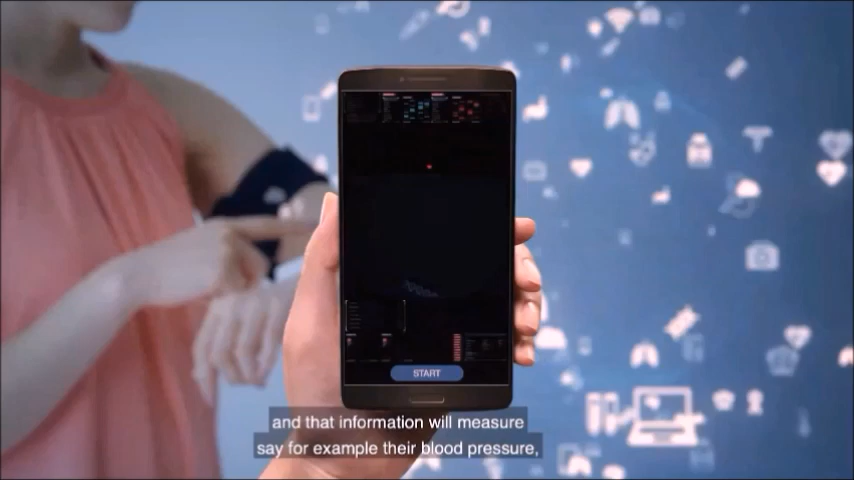 START
and that information will measure
say for example their blood pressure,